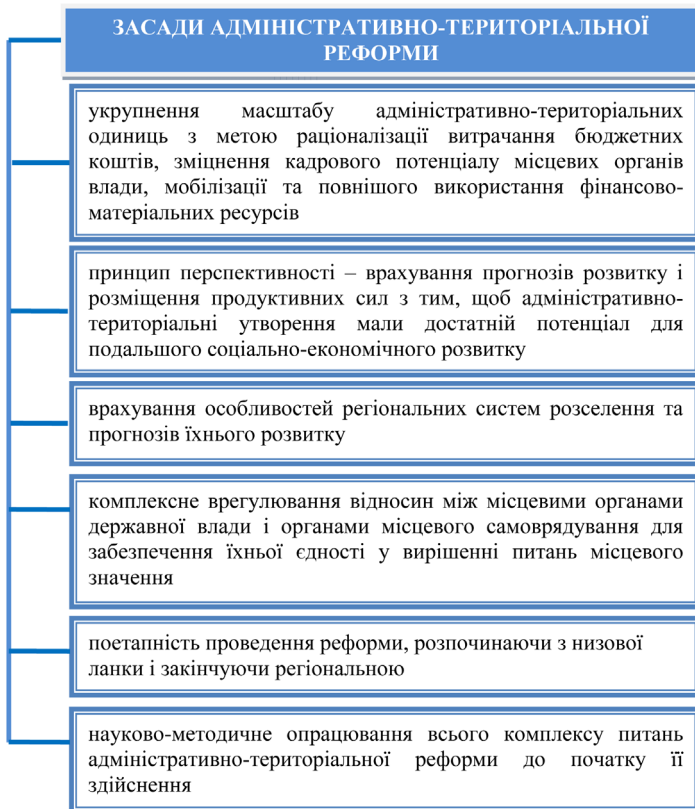 ЗАСАДИ АДМІНІСТРАТИВНО-ТЕРИТОРІАЛЬНОЇ
РЕФОРМИ
укрупнення масштабу адміністративно-територіальних
одиниць з метою раціоналізації витрачання бюджетних
коштів, зміцнення кадрового потенціалу місцевих органів
влади, мобілізації та повнішого використання фінансово-
матеріальних ресурсів
принцип перспективності – врахування прогнозів розвитку і
розміщення продуктивних сил з тим, щоб адміністративно-
територіальні утворення мали достатній потенціал для
подальшого соціально-економічного розвитку
врахування особливостей регіональних систем розселення та
прогнозів їхнього розвитку
комплексне врегулювання відносин між місцевими органами
державної влади і органами місцевого самоврядування для
забезпечення їхньої єдності у вирішенні питань місцевого
значення
поетапність проведення реформи, розпочинаючи з низової
ланки і закінчуючи регіональною
науково-методичне опрацювання всього комплексу питань
адміністративно-територіальної реформи до початку її
здійснення